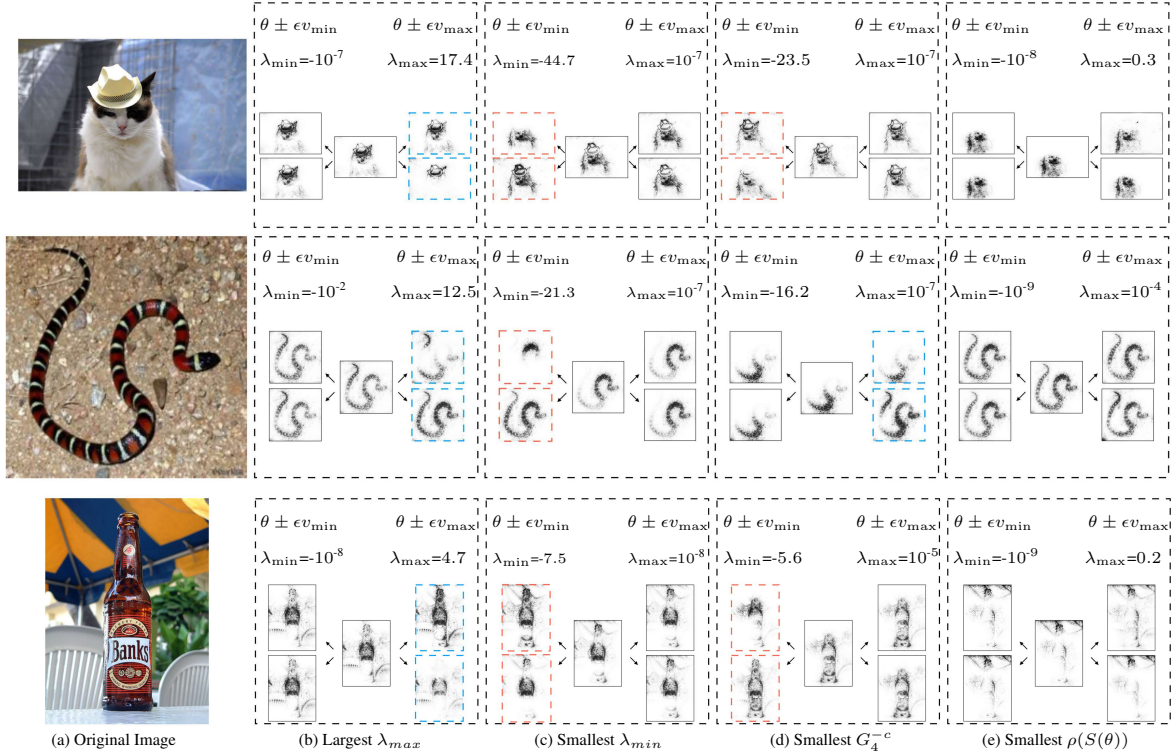 θ ± ϵv_min θ ± ϵv_max θ ± ϵv_min θ ± ϵv_max θ ± ϵv_min θ ± ϵv_max θ ± ϵv_min θ ± ϵv_max
λ_min=-10⁻⁷ λ_max=17.4 λ_min=-44.7 λ_max=10⁻⁷ λ_min=-23.5 λ_max=10⁻⁷ λ_min=-10⁻⁸ λ_max=0.3
θ ± ϵv_min θ ± ϵv_max θ ± ϵv_min θ ± ϵv_max θ ± ϵv_min θ ± ϵv_max θ ± ϵv_min θ ± ϵv_max
λ_min=-10⁻² λ_max=12.5 λ_min=-21.3 λ_max=10⁻⁷ λ_min=-16.2 λ_max=10⁻⁷ λ_min=-10⁻⁹ λ_max=10⁻⁴
θ ± ϵv_min θ ± ϵv_max θ ± ϵv_min θ ± ϵv_max θ ± ϵv_min θ ± ϵv_max θ ± ϵv_min θ ± ϵv_max
λ_min=-10⁻⁸ λ_max=4.7 λ_min=-7.5 λ_max=10⁻⁸ λ_min=-5.6 λ_max=10⁻⁵ λ_min=-10⁻⁹ λ_max=0.2
Banks
(a) Original Image (b) Largest λ_max (c) Smallest λ_min (d) Smallest G₄⁻ᶜ (e) Smallest ρ(S(θ))